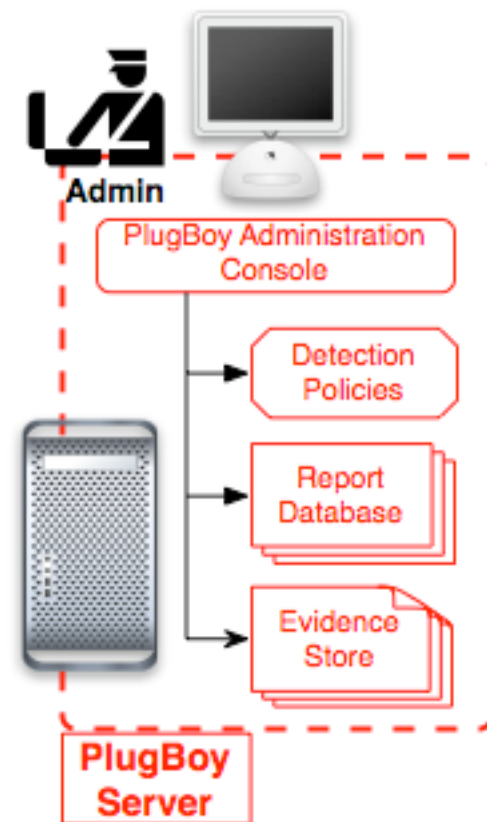 Admin
PlugBoy Administration
Console
Detection
Policies
Report
Database
Evidence
Store
PlugBoy
Server